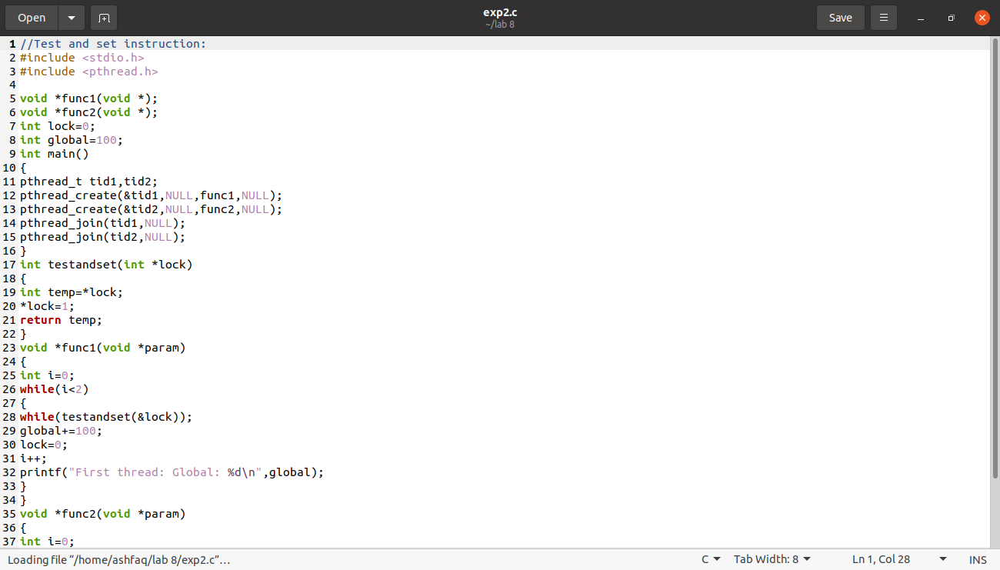 Open
exp2.c
~/lab 8
Save
1 //Test and set instruction:
2 #include <stdio.h>
3 #include <pthread.h>
4
5 void *func1(void *);
6 void *func2(void *);
7 int lock=0;
8 int global=100;
9 int main()
10 {
11 pthread_t tid1,tid2;
12 pthread_create(&tid1,NULL,func1,NULL);
13 pthread_create(&tid2,NULL,func2,NULL);
14 pthread_join(tid1,NULL);
15 pthread_join(tid2,NULL);
16 }
17 int testandset(int *lock)
18 {
19 int temp=*lock;
20 *lock=1;
21 return temp;
22 }
23 void *func1(void *param)
24 {
25 int i=0;
26 while(i<2)
27 {
28 while(testandset(&lock));
29 global+=100;
30 lock=0;
31 i++;
32 printf("First thread: Global: %d\n",global);
33 }
34 }
35 void *func2(void *param)
36 {
37 int i=0;
Loading file “/home/ashfaq/lab 8/exp2.c”… C Tab Width: 8 Ln 1, Col 28 INS